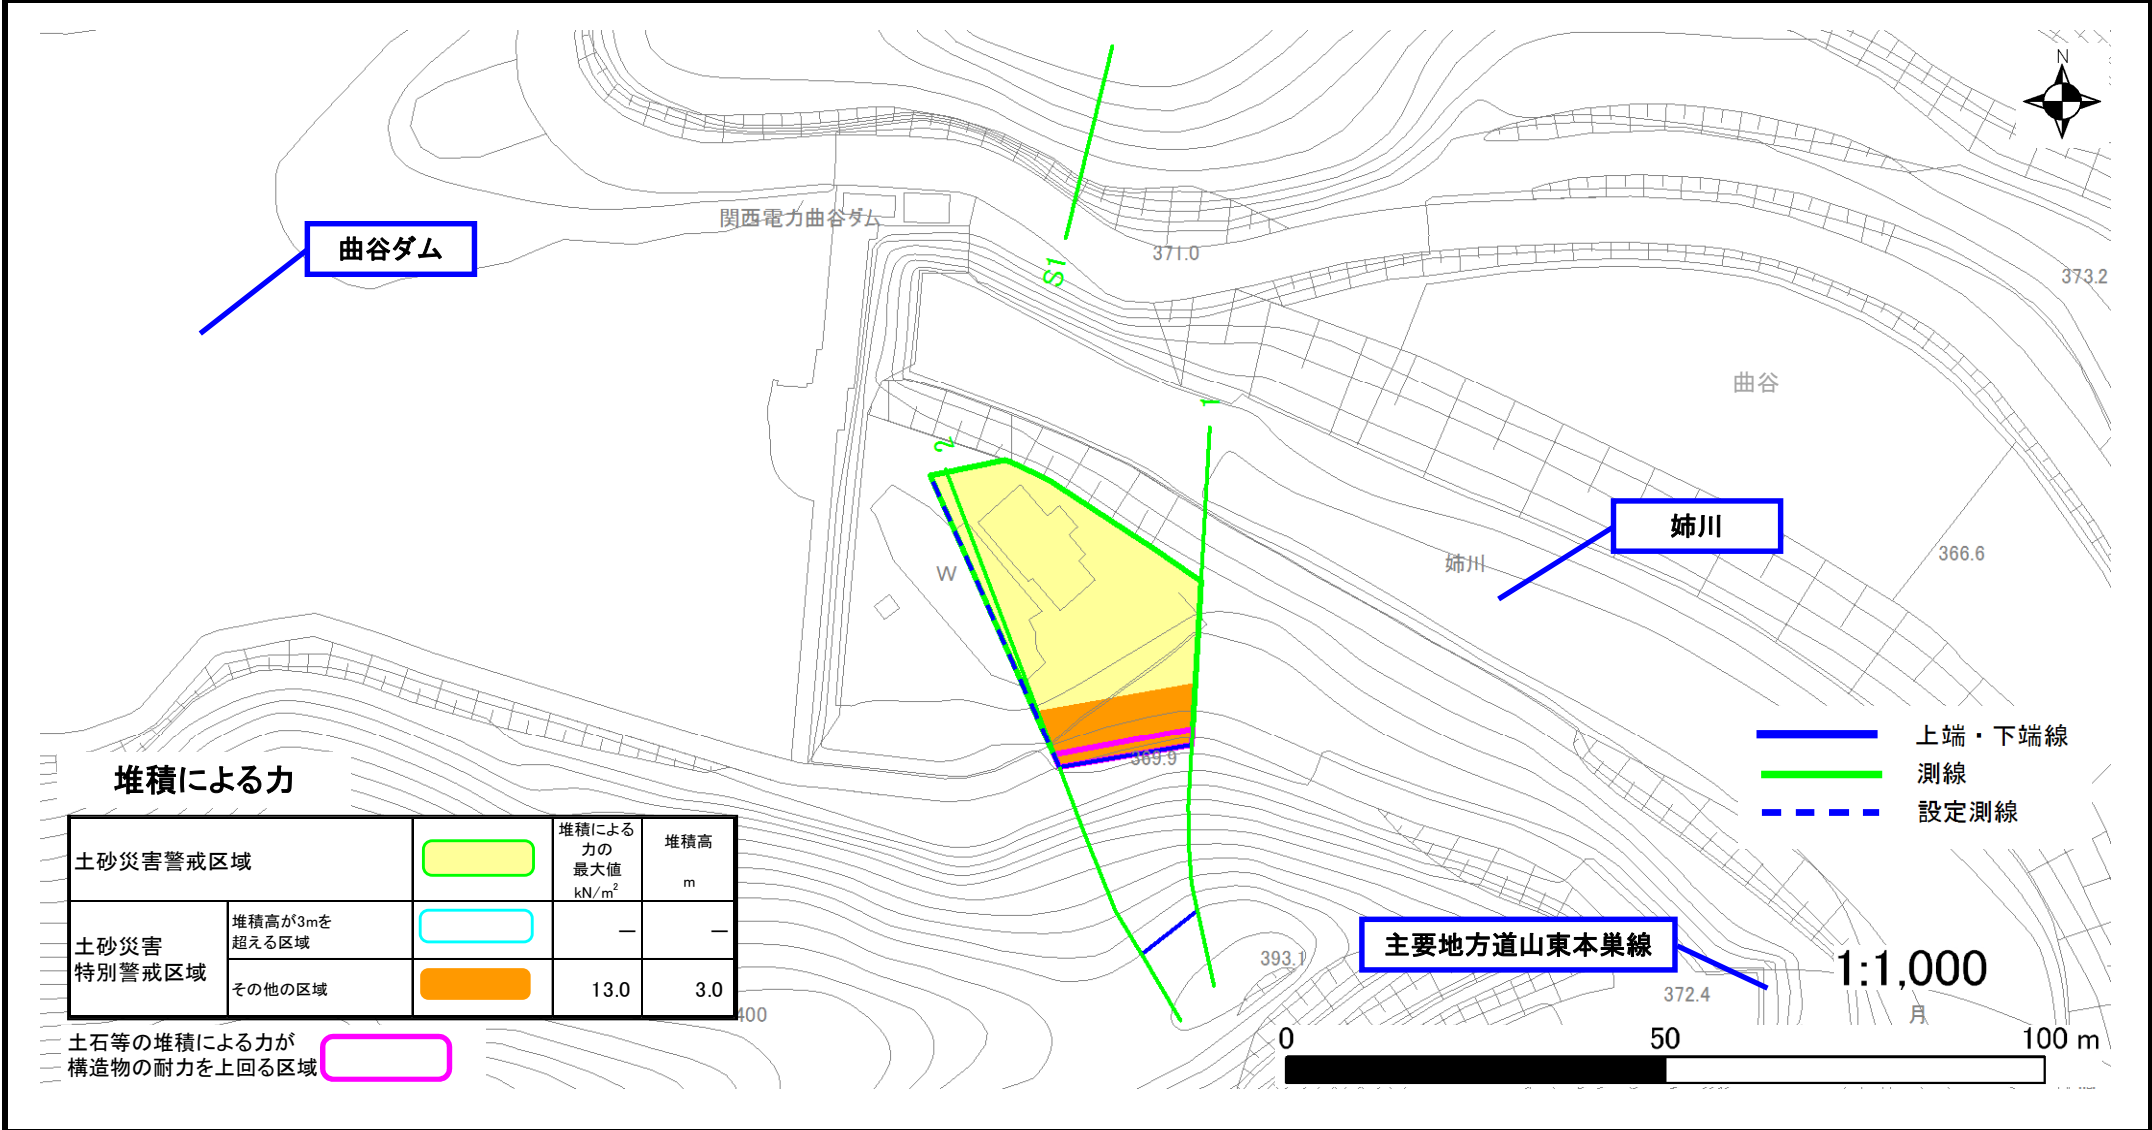 N
関西電力曲谷ダム
曲谷ダム
S1
371.0
373.2
曲谷
1
2
姉川
姉川
366.6
W
369.9
上端・下端線
測線
設定測線
堆積による力
堆積による
力の
最大値
kN/m²
堆積高
m
土砂災害警戒区域
土砂災害
特別警戒区域
堆積高が3mを
超える区域
—
—
その他の区域
13.0
3.0
土石等の堆積による力が
構造物の耐力を上回る区域
400
393.1
主要地方道山東本巣線
372.4
1:1,000
月
0
50
100 m